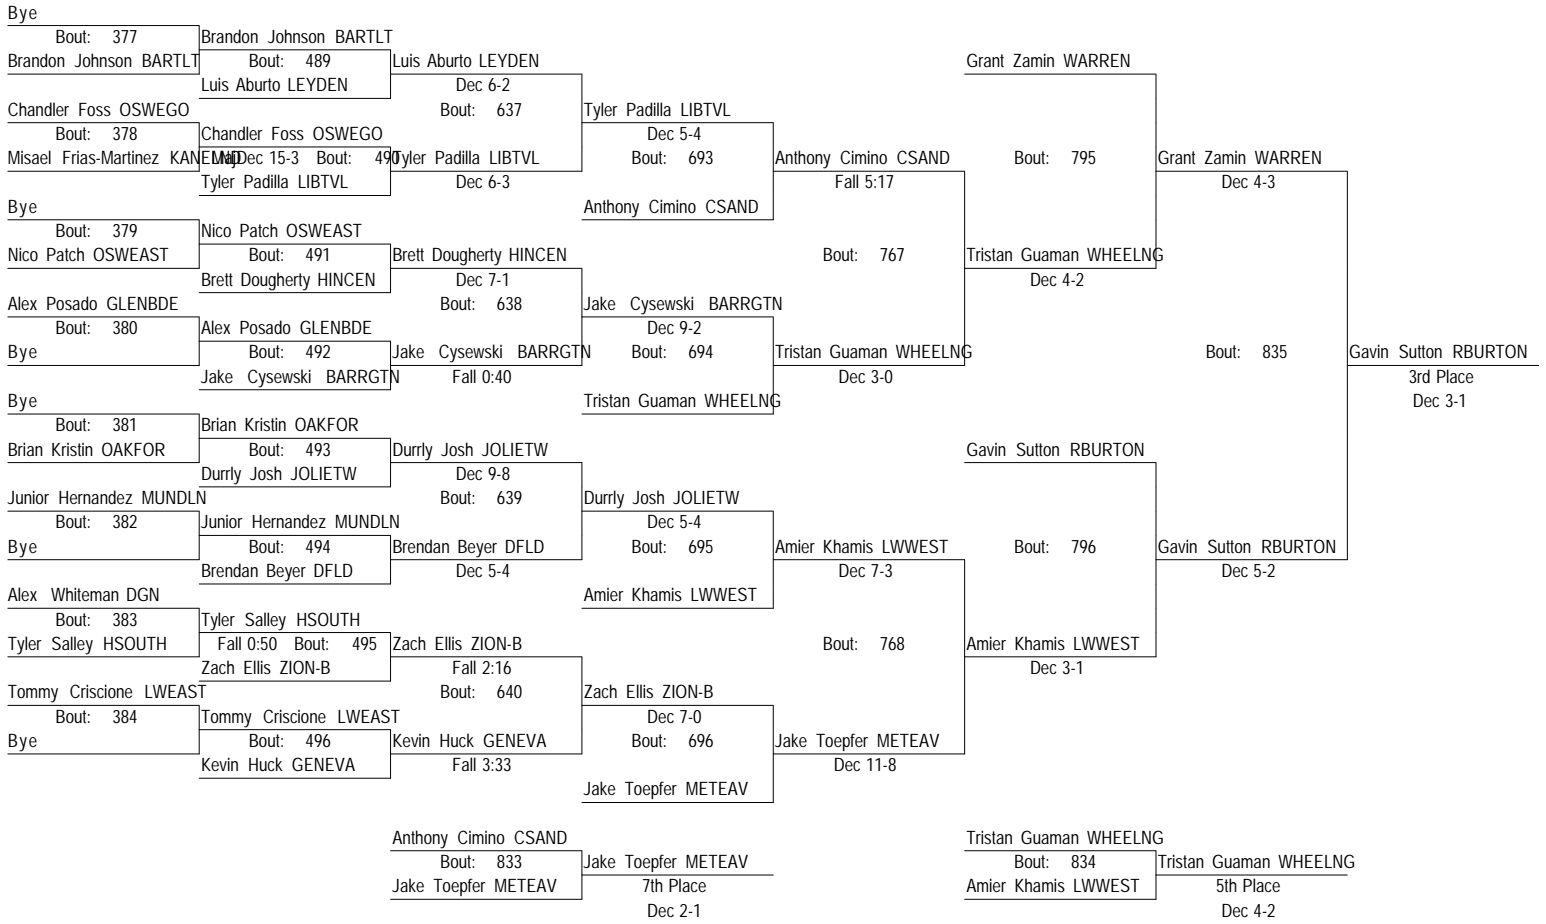 Bye
Bout: 377 Brandon Johnson BARTLT
Brandon Johnson BARTLT Bout: 489 Luis Aburto LEYDEN Grant Zamin WARREN
Luis Aburto LEYDEN Dec 6-2
Chandler Foss OSWEGO Bout: 637 Tyler Padilla LIBTVL
Bout: 378 Chandler Foss OSWEGO Dec 5-4
Misael Frias-Martinez KANELND MajDec 15-3 Bout: 490 Tyler Padilla LIBTVL Bout: 693 Anthony Cimino CSAND Bout: 795 Grant Zamin WARREN
Tyler Padilla LIBTVL Dec 6-3 Fall 5:17 Dec 4-3
Bye Anthony Cimino CSAND
Bout: 379 Nico Patch OSWEAST
Nico Patch OSWEAST Bout: 491 Brett Dougherty HINCEN Bout: 767 Tristan Guaman WHEELNG
Brett Dougherty HINCEN Dec 7-1 Dec 4-2
Alex Posado GLENBDE Bout: 638 Jake Cysewski BARRGTN
Bout: 380 Alex Posado GLENBDE Dec 9-2
Bye Bout: 492 Jake Cysewski BARRGTN Bout: 694 Tristan Guaman WHEELNG Bout: 835 Gavin Sutton RBURTON
Jake Cysewski BARRGTN Fall 0:40 Dec 3-0 3rd Place
Bye Tristan Guaman WHEELNG Dec 3-1
Bout: 381 Brian Kristin OAKFOR
Brian Kristin OAKFOR Bout: 493 Durrly Josh JOLIETW Gavin Sutton RBURTON
Durrly Josh JOLIETW Dec 9-8
Junior Hernandez MUNDLN Bout: 639 Durrly Josh JOLIETW
Bout: 382 Junior Hernandez MUNDLN Dec 5-4
Bye Bout: 494 Brendan Beyer DFLD Bout: 695 Amier Khamis LWWEST Bout: 796 Gavin Sutton RBURTON
Brendan Beyer DFLD Dec 5-4 Dec 7-3 Dec 5-2
Alex Whiteman DGN Amier Khamis LWWEST
Bout: 383 Tyler Salley HSOUTH
Tyler Salley HSOUTH Fall 0:50 Bout: 495 Zach Ellis ZION-B Bout: 768 Amier Khamis LWWEST
Zach Ellis ZION-B Fall 2:16 Dec 3-1
Tommy Criscione LWEAST Bout: 640 Zach Ellis ZION-B
Bout: 384 Tommy Criscione LWEAST Dec 7-0
Bye Bout: 496 Kevin Huck GENEVA Bout: 696 Jake Toepfer METEAV
Kevin Huck GENEVA Fall 3:33 Dec 11-8
Jake Toepfer METEAV
Anthony Cimino CSAND Tristan Guaman WHEELNG
Bout: 833 Jake Toepfer METEAV Bout: 834 Tristan Guaman WHEELNG
Jake Toepfer METEAV 7th Place Amier Khamis LWWEST 5th Place
Dec 2-1 Dec 4-2